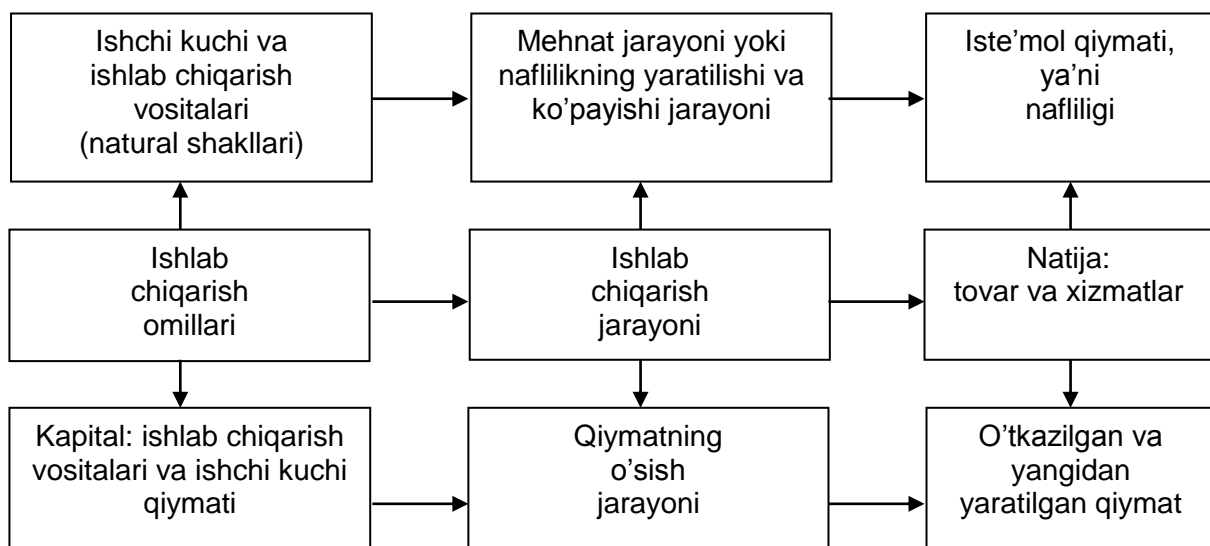 Ishchi kuchi va
ishlab chiqarish
vositalari
(natural shakllari)
Mehnat jarayoni yoki
naflilikning yaratilishi va
ko’payishi jarayoni
Iste’mol qiymati,
ya’ni
nafliligi
Ishlab
chiqarish
omillari
Ishlab
chiqarish
jarayoni
Natija:
tovar va xizmatlar
Kapital: ishlab chiqarish
vositalari va ishchi kuchi
qiymati
Qiymatning
o’sish
jarayoni
O’tkazilgan va
yangidan
yaratilgan qiymat